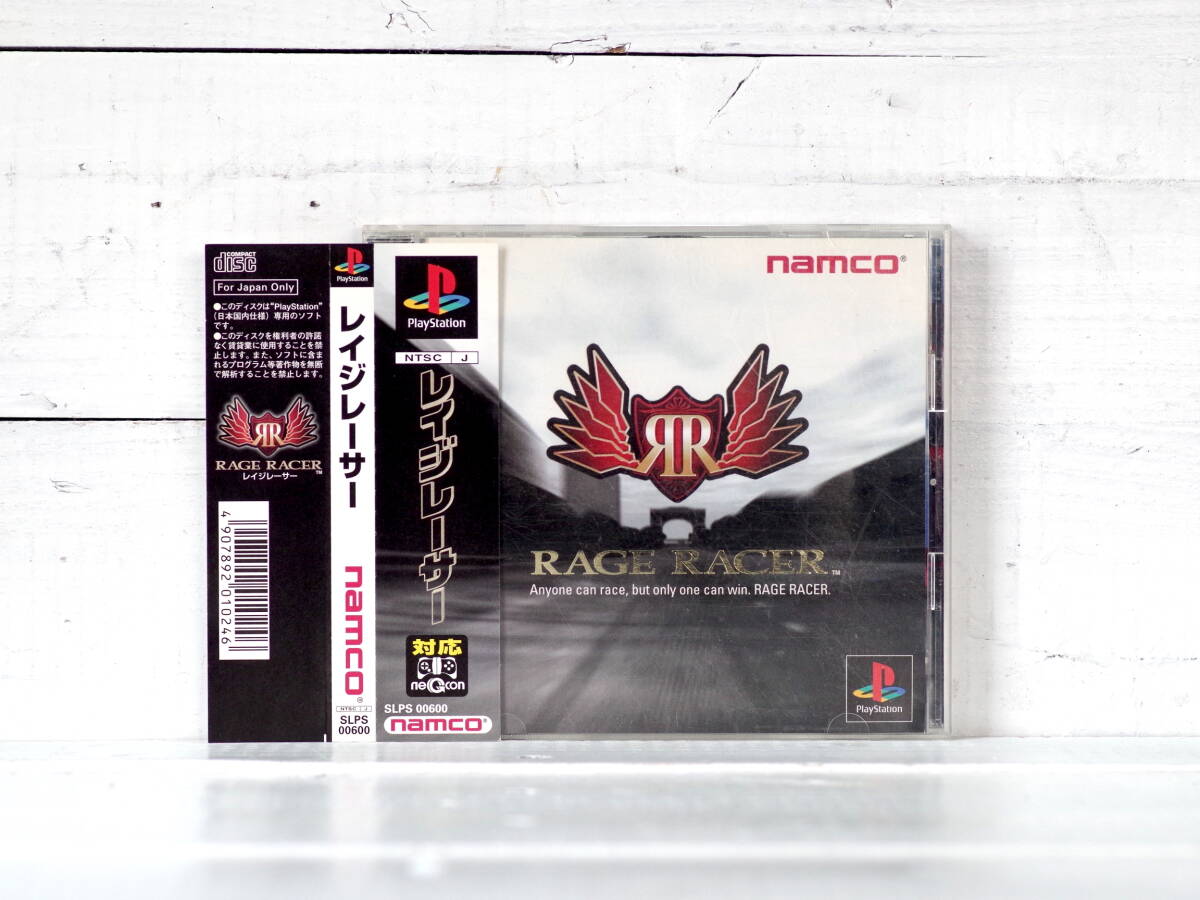 COMPACT
disc
For Japan Only
●このディスクは"PlayStation"
(日本国内仕様)専用のソフト
です。
●このディスクを権利者の許諾
なく賃貸業に使用することを禁
止します。また、ソフトに含ま
れるプログラム等著作物を無断
で解析することを禁止します。
RR
RAGE RACER™
レイジレーサー
4907892010246
PlayStation
レイジレーサー
namco®
NTSC J
SLPS
00600
PlayStation
NTSC J
レイジレーサー
対応
neGcon
SLPS 00600
namco®
namco®
RR
RAGE RACER™
Anyone can race, but only one can win. RAGE RACER.
PlayStation